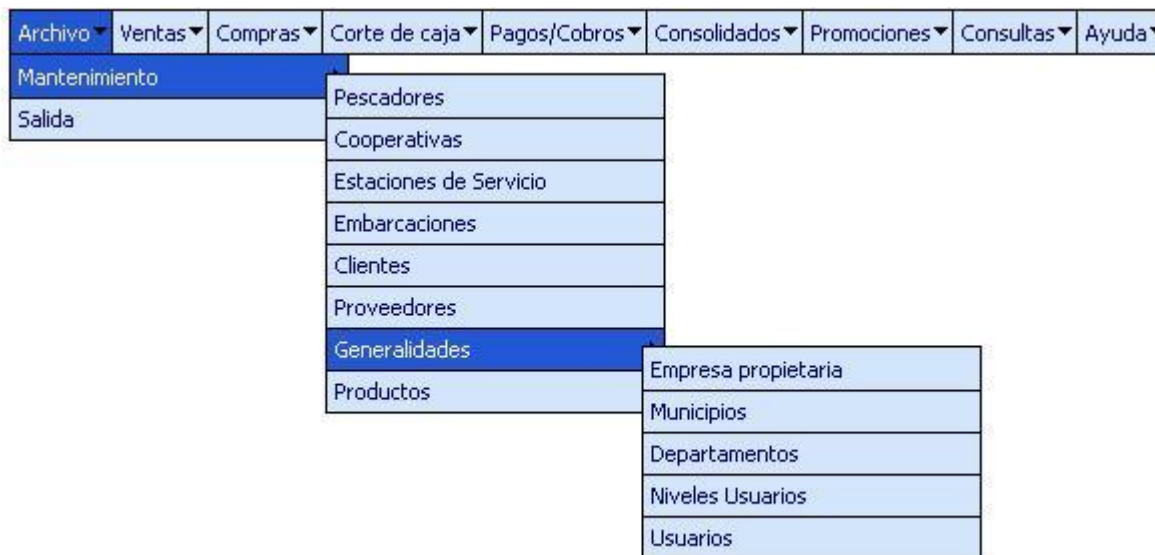 Archivo Ventas Compras Corte de caja Pagos/Cobros Consolidados Promociones Consultas Ayuda
Mantenimiento
Salida
Pescadores
Cooperativas
Estaciones de Servicio
Embarcaciones
Clientes
Proveedores
Generalidades
Productos
Empresa propietaria
Municipios
Departamentos
Niveles Usuarios
Usuarios